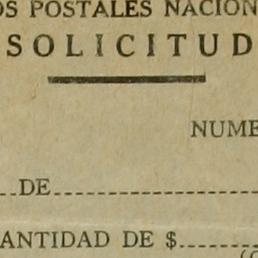 OS POSTALES NACION
SOLICITUD
NUME
DE
ANTIDAD DE $